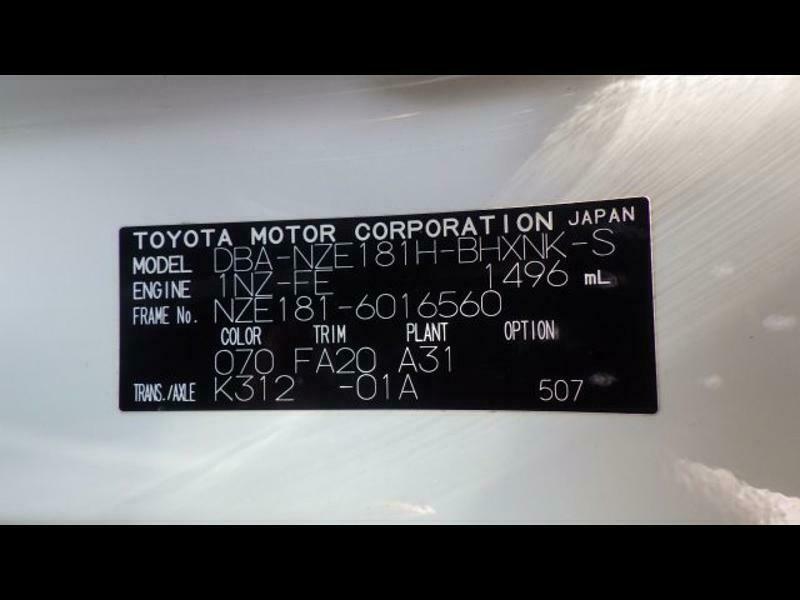 TOYOTA MOTOR CORPORATION JAPAN
MODEL DBA-NZE181H-BHXNK-S
ENGINE 1NZ-FE 1496 mL
FRAME No. NZE181-6016560
COLOR TRIM PLANT OPTION
070 FA20 A31
TRANS./AXLE K312 -01A 507